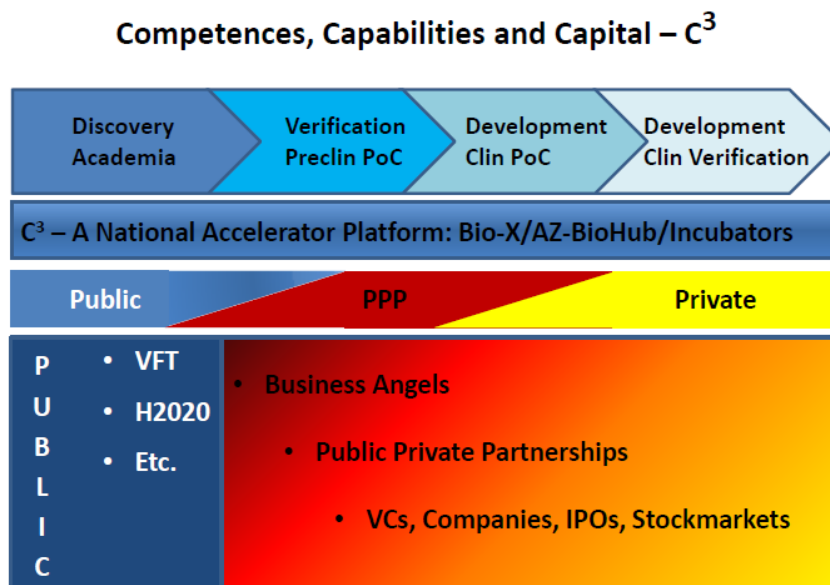 Competences, Capabilities and Capital – C³
Discovery
Academia
Verification
Preclin PoC
Development
Clin PoC
Development
Clin Verification
C³ – A National Accelerator Platform: Bio-X/AZ-BioHub/Incubators
Public
PPP
Private
PUBLIC
• VFT
• H2020
• Etc.
• Business Angels
• Public Private Partnerships
• VCs, Companies, IPOs, Stockmarkets